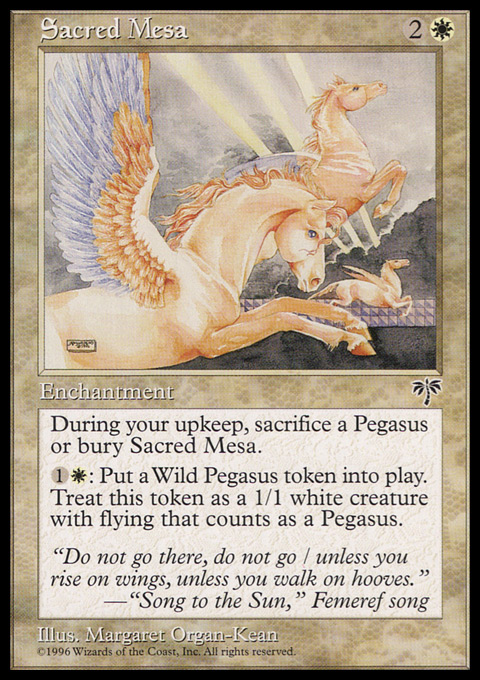 Sacred Mesa 2
Enchantment
During your upkeep, sacrifice a Pegasus
or bury Sacred Mesa.
1 : Put a Wild Pegasus token into play.
Treat this token as a 1/1 white creature
with flying that counts as a Pegasus.
“Do not go there, do not go / unless you
rise on wings, unless you walk on hooves.”
—“Song to the Sun,” Femeref song
Illus. Margaret Organ-Kean
©1996 Wizards of the Coast, Inc. All rights reserved.